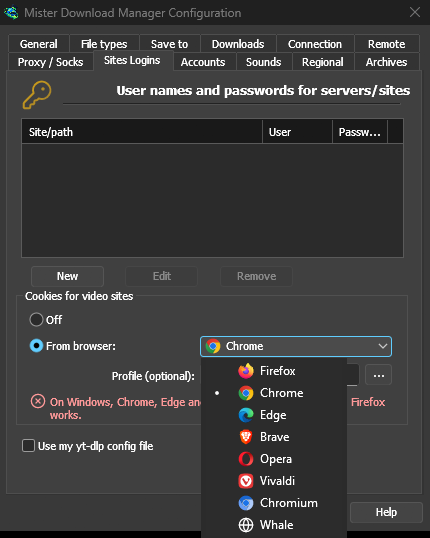 Mister Download Manager Configuration
General File types Save to Downloads Connection Remote
Proxy / Socks Sites Logins Accounts Sounds Regional Archives
User names and passwords for servers/sites
Site/path User Passw...
New Edit Remove
Cookies for video sites
Off
From browser: Chrome
Profile (optional): ...
Firefox
Chrome
Edge
Brave
Opera
Vivaldi
Chromium
Whale
On Windows, Chrome, Edge and Firefox
works.
Use my yt-dlp config file
Help